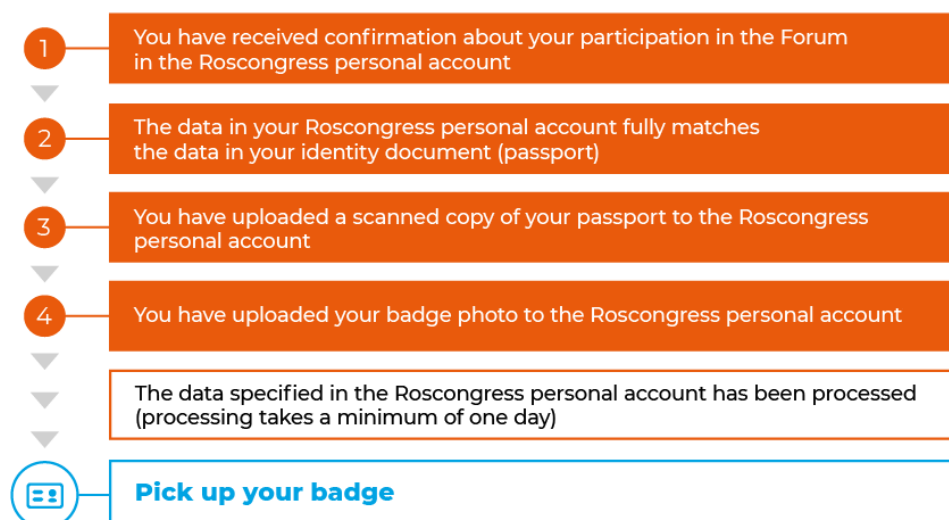 1
You have received confirmation about your participation in the Forum
in the Roscongress personal account
2
The data in your Roscongress personal account fully matches
the data in your identity document (passport)
3
You have uploaded a scanned copy of your passport to the Roscongress
personal account
4
You have uploaded your badge photo to the Roscongress personal account
The data specified in the Roscongress personal account has been processed
(processing takes a minimum of one day)
Pick up your badge